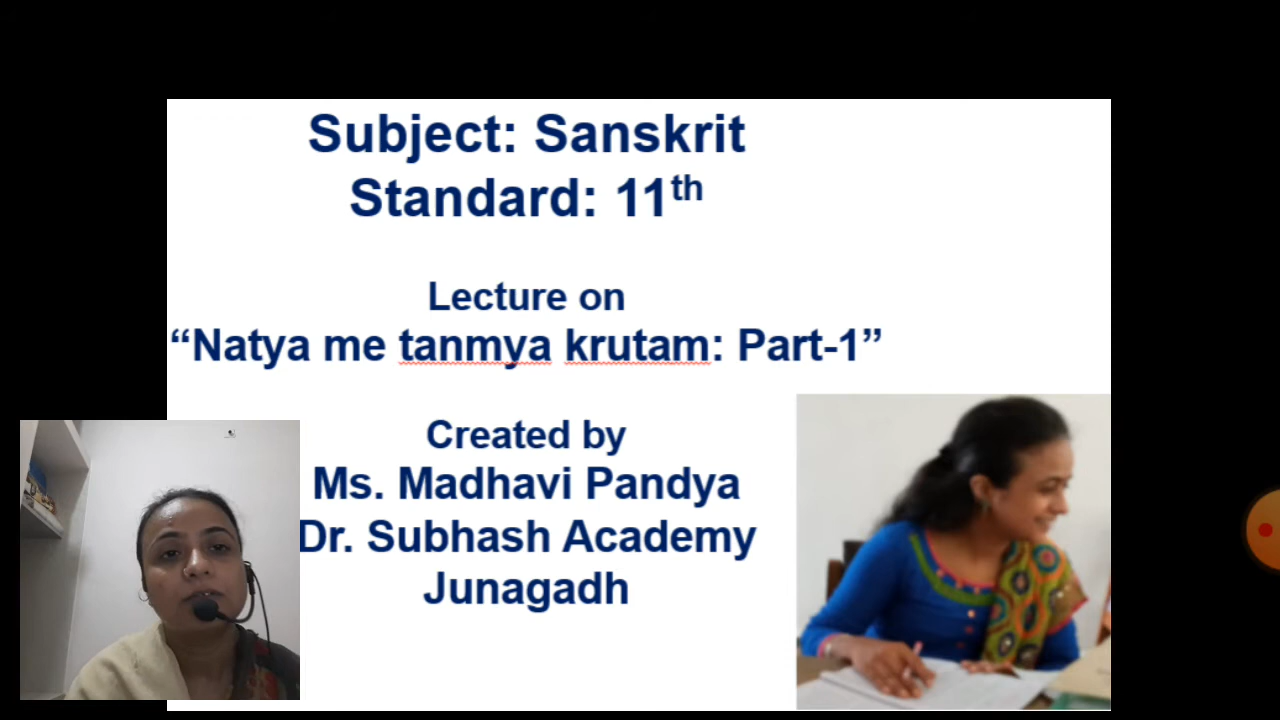 Subject: Sanskrit
Standard: 11th
Lecture on
“Natya me tanmya krutam: Part-1”
Created by
Ms. Madhavi Pandya
Dr. Subhash Academy
Junagadh